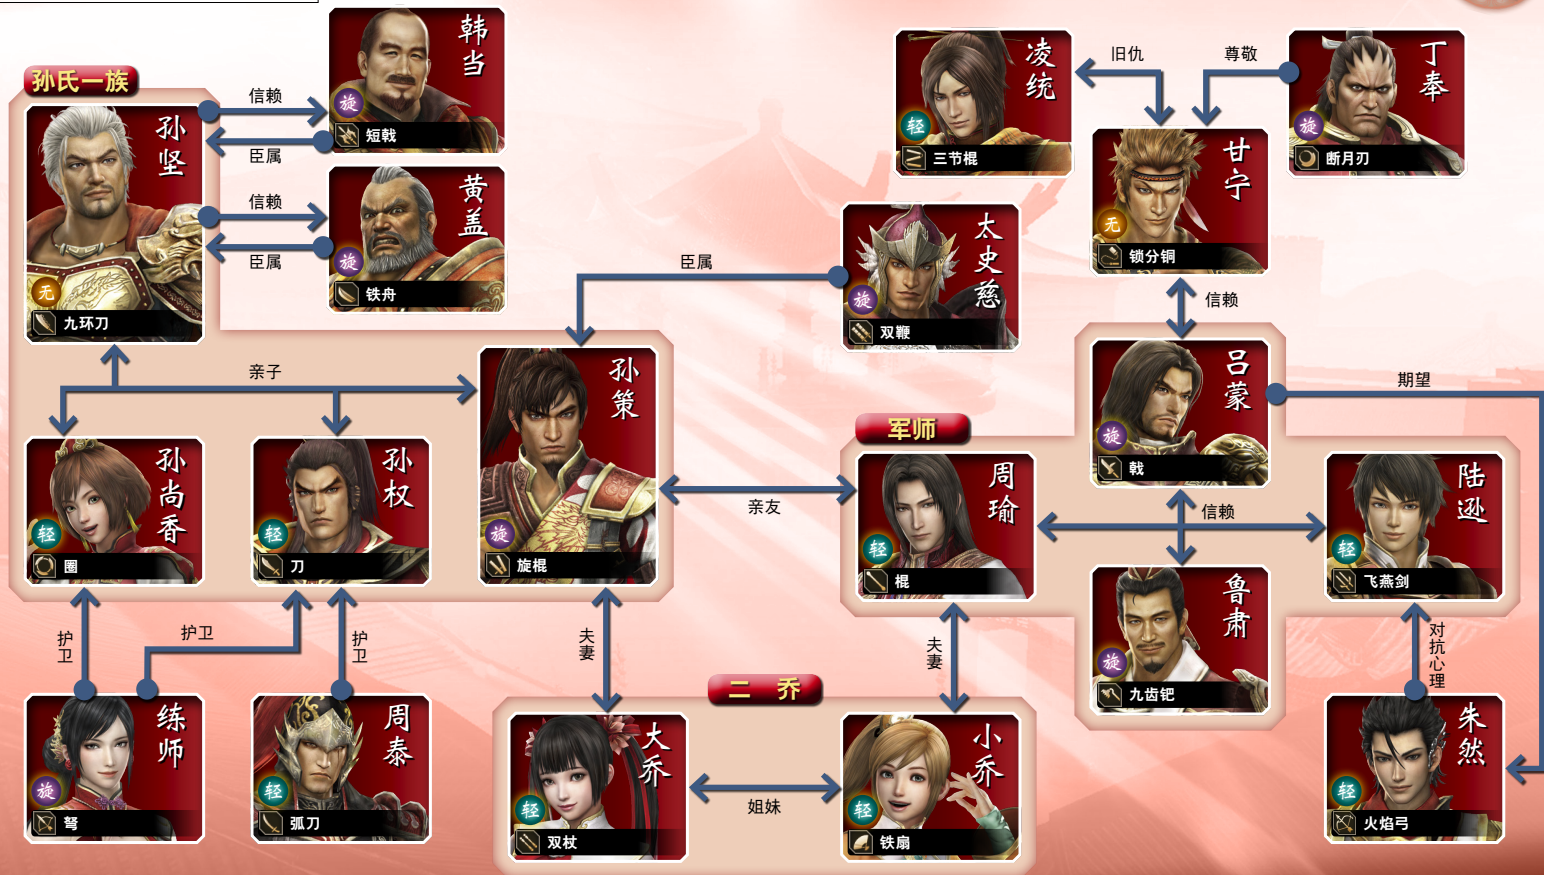 孙氏一族
孙坚
无
九环刀
信赖
臣属
韩当
旋
短戟
信赖
臣属
黄盖
旋
铁舟
凌统
轻
三节棍
旧仇
尊敬
丁奉
旋
断月刃
甘宁
无
锁分铜
太史慈
旋
双鞭
臣属
信赖
亲子
孙尚香
轻
圈
孙权
轻
刀
孙策
旋
旋棍
亲友
军师
周瑜
轻
棍
吕蒙
旋
戟
期望
信赖
陆逊
轻
飞燕剑
鲁肃
旋
九齿钯
护卫
护卫
护卫
夫妻
夫妻
对抗心理
练师
旋
弩
周泰
轻
弧刀
二乔
大乔
轻
双杖
姐妹
小乔
轻
铁扇
朱然
轻
火焰弓